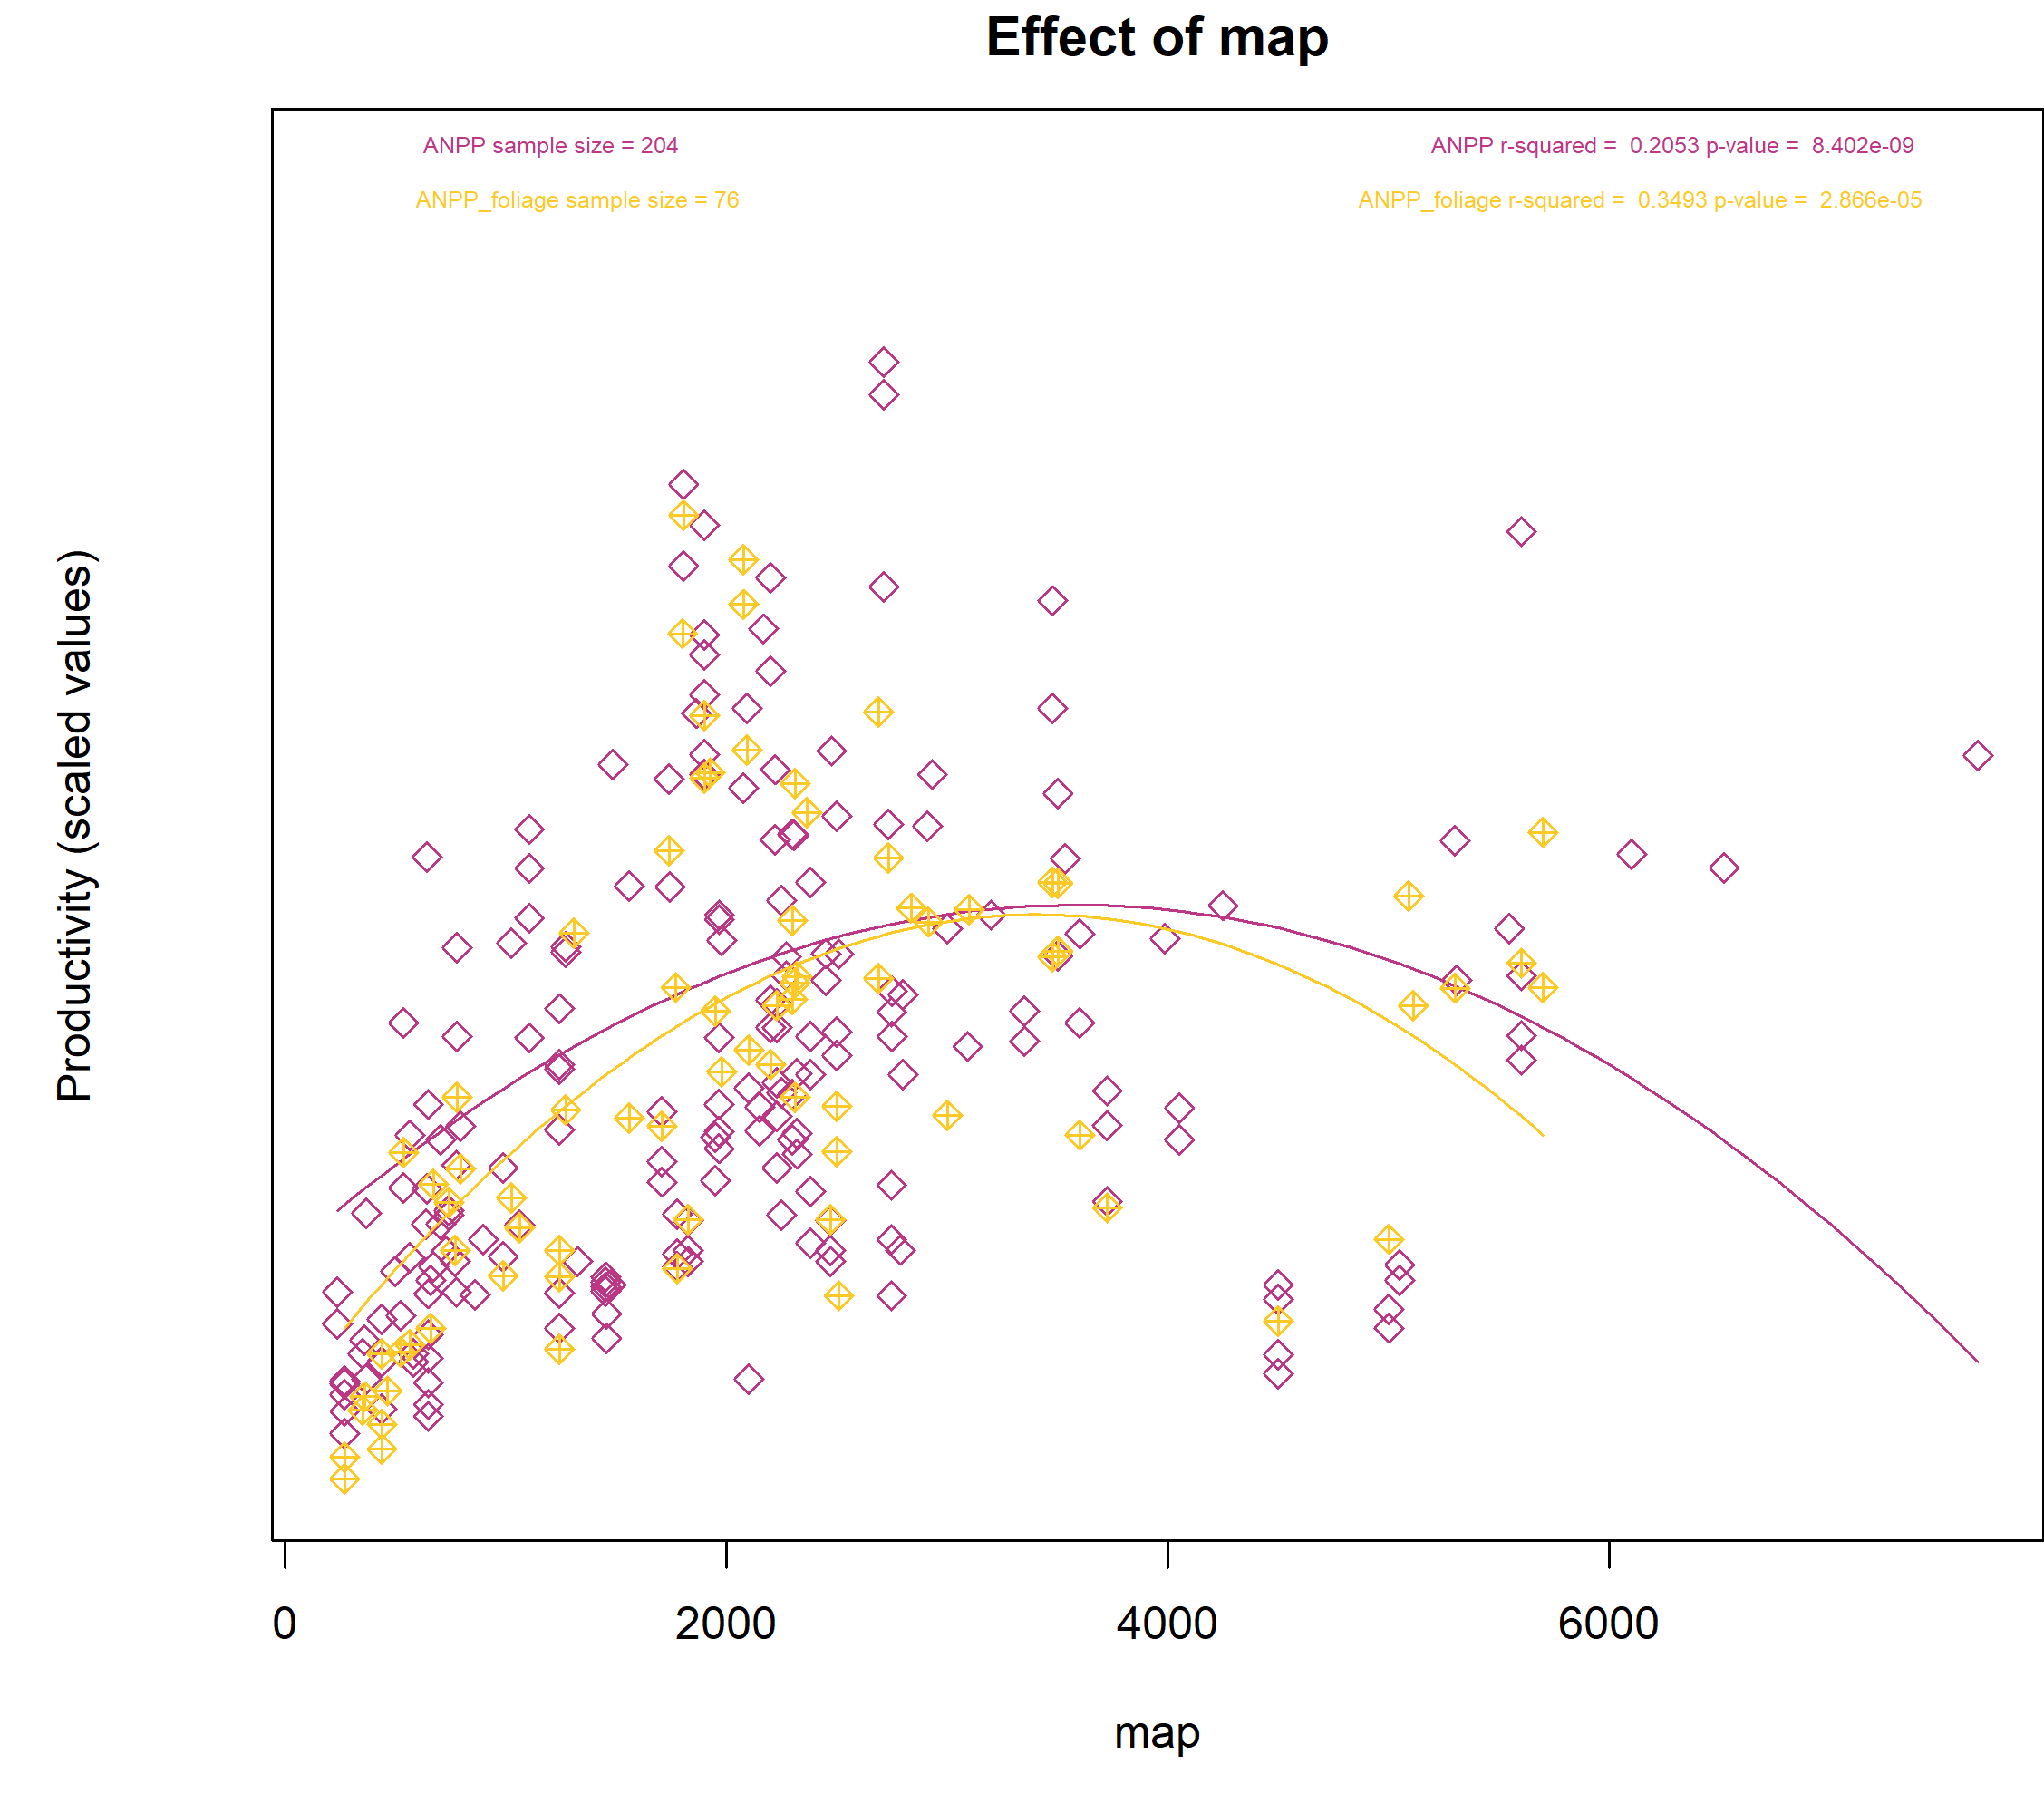 Effect of map
ANPP sample size = 204
ANPP r-squared =  0.2053 p-value =  8.402e-09
ANPP_foliage sample size = 76
ANPP_foliage r-squared =  0.3493 p-value =  2.866e-05
Productivity (scaled values)
0
2000
4000
6000
map